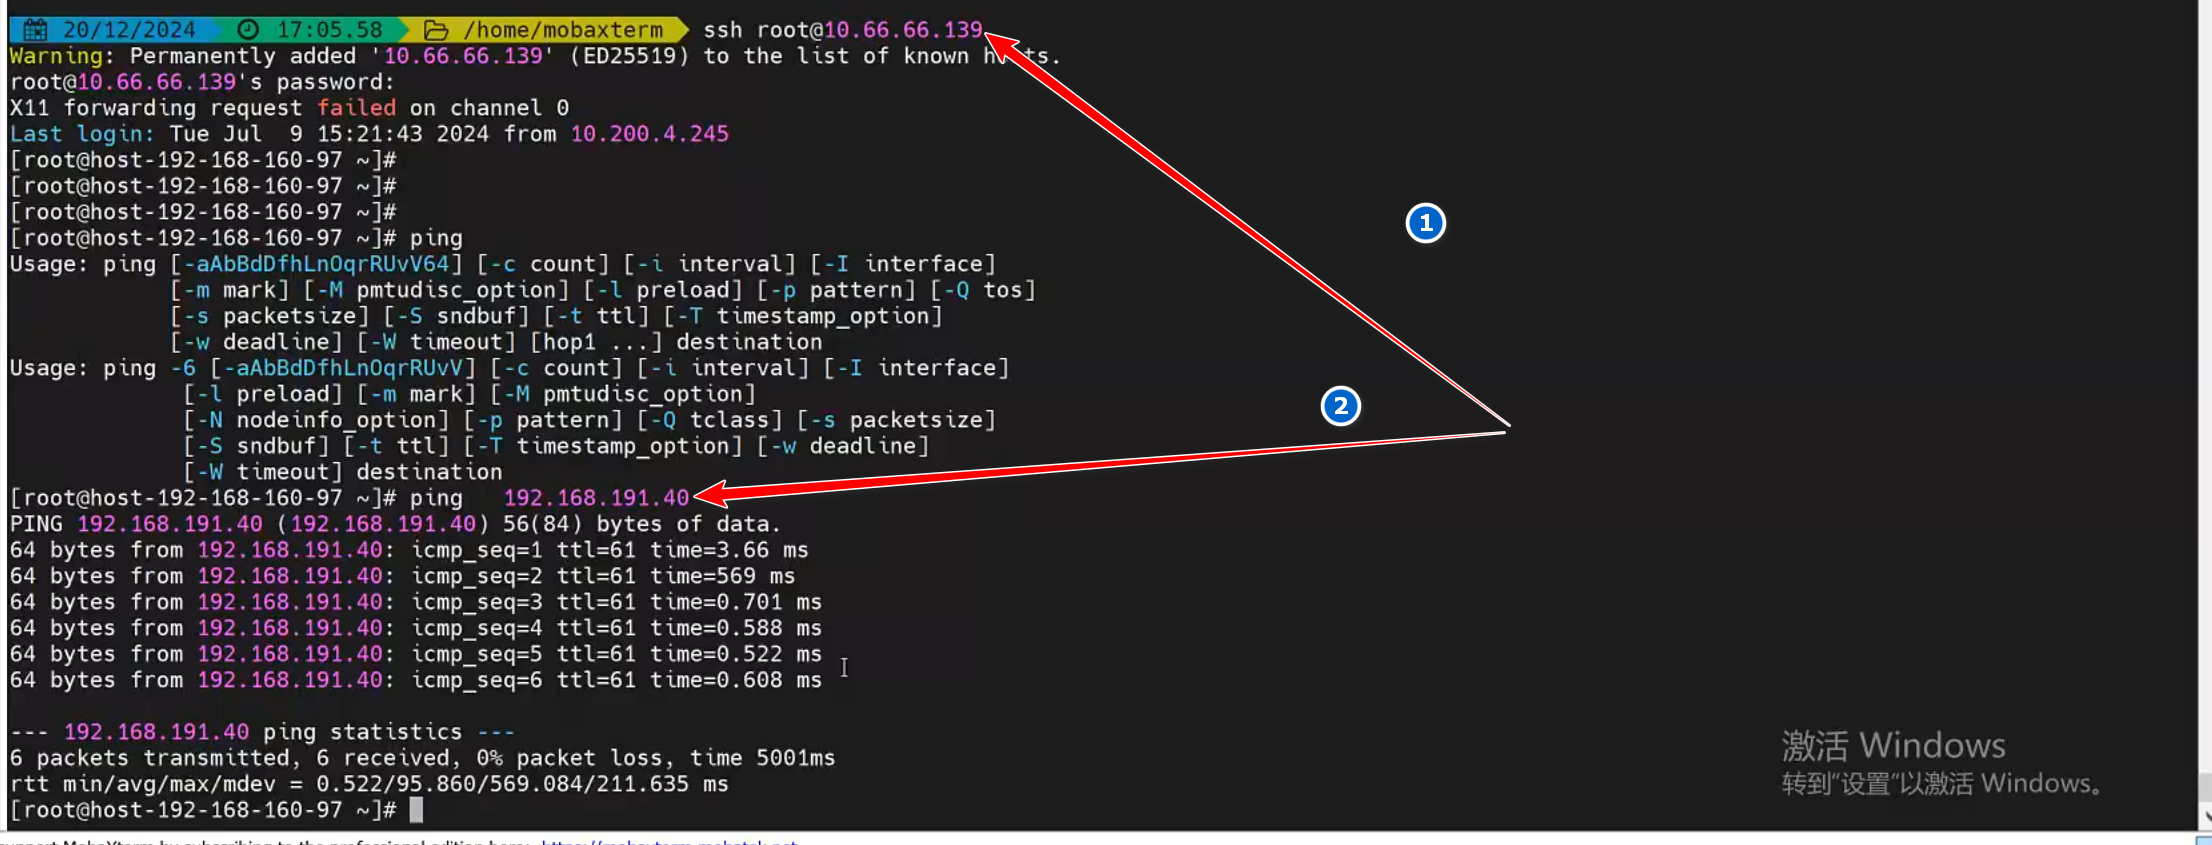 20/12/2024 17:05.58 /home/mobaxterm ssh root@10.66.66.139
Warning: Permanently added '10.66.66.139' (ED25519) to the list of known h ts.
root@10.66.66.139's password:
X11 forwarding request failed on channel 0
Last login: Tue Jul  9 15:21:43 2024 from 10.200.4.245
[root@host-192-168-160-97 ~]#
[root@host-192-168-160-97 ~]#
[root@host-192-168-160-97 ~]#
[root@host-192-168-160-97 ~]# ping
Usage: ping [-aAbBdDfhLnOqrRUvV64] [-c count] [-i interval] [-I interface]
            [-m mark] [-M pmtudisc_option] [-l preload] [-p pattern] [-Q tos]
            [-s packetsize] [-S sndbuf] [-t ttl] [-T timestamp_option]
            [-w deadline] [-W timeout] [hop1 ...] destination
Usage: ping -6 [-aAbBdDfhLnOqrRUvV] [-c count] [-i interval] [-I interface]
             [-l preload] [-m mark] [-M pmtudisc_option]
             [-N nodeinfo_option] [-p pattern] [-Q tclass] [-s packetsize]
             [-S sndbuf] [-t ttl] [-T timestamp_option] [-w deadline]
             [-W timeout] destination
[root@host-192-168-160-97 ~]# ping   192.168.191.40
PING 192.168.191.40 (192.168.191.40) 56(84) bytes of data.
64 bytes from 192.168.191.40: icmp_seq=1 ttl=61 time=3.66 ms
64 bytes from 192.168.191.40: icmp_seq=2 ttl=61 time=569 ms
64 bytes from 192.168.191.40: icmp_seq=3 ttl=61 time=0.701 ms
64 bytes from 192.168.191.40: icmp_seq=4 ttl=61 time=0.588 ms
64 bytes from 192.168.191.40: icmp_seq=5 ttl=61 time=0.522 ms
64 bytes from 192.168.191.40: icmp_seq=6 ttl=61 time=0.608 ms
--- 192.168.191.40 ping statistics ---
6 packets transmitted, 6 received, 0% packet loss, time 5001ms
rtt min/avg/max/mdev = 0.522/95.860/569.084/211.635 ms
[root@host-192-168-160-97 ~]#
1
2
激活 Windows
转到"设置"以激活 Windows。
support MobaXterm by subscribing to the professional edition here: https://mobaxterm.mobatek.net